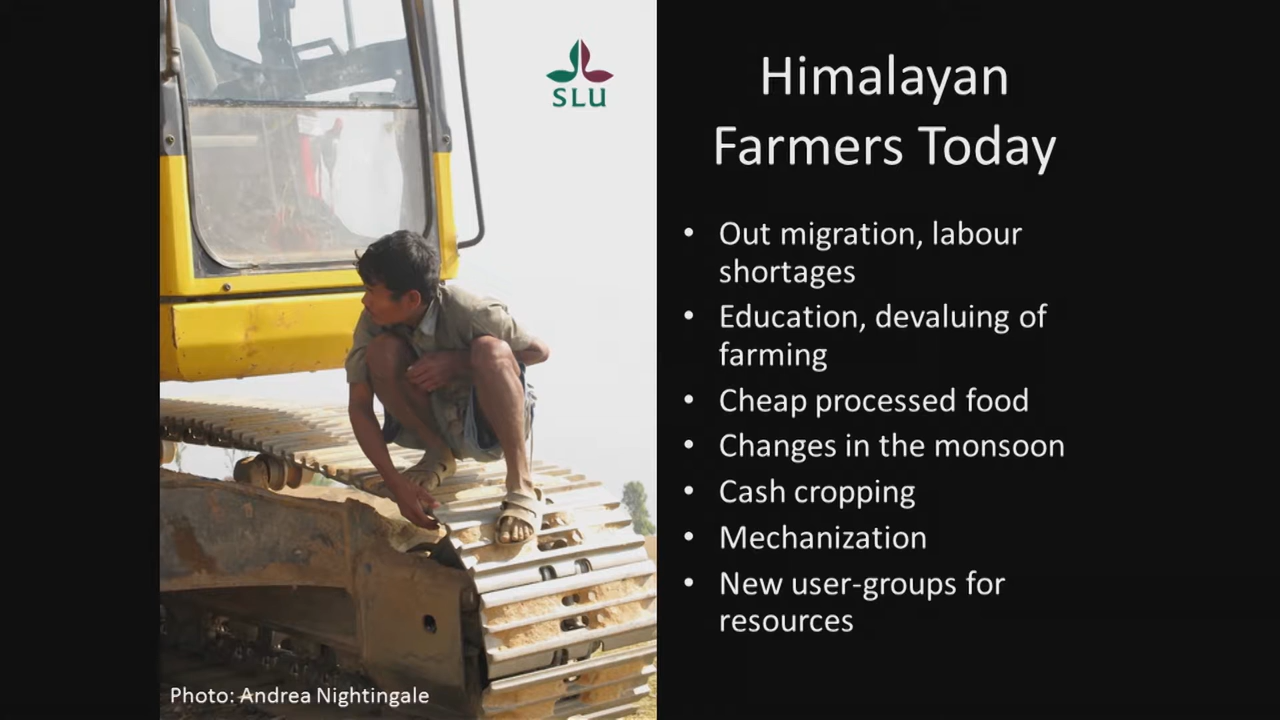 SLU
Himalayan
Farmers Today
• Out migration, labour
shortages
• Education, devaluing of
farming
• Cheap processed food
• Changes in the monsoon
• Cash cropping
• Mechanization
• New user-groups for
resources
Photo: Andrea Nightingale